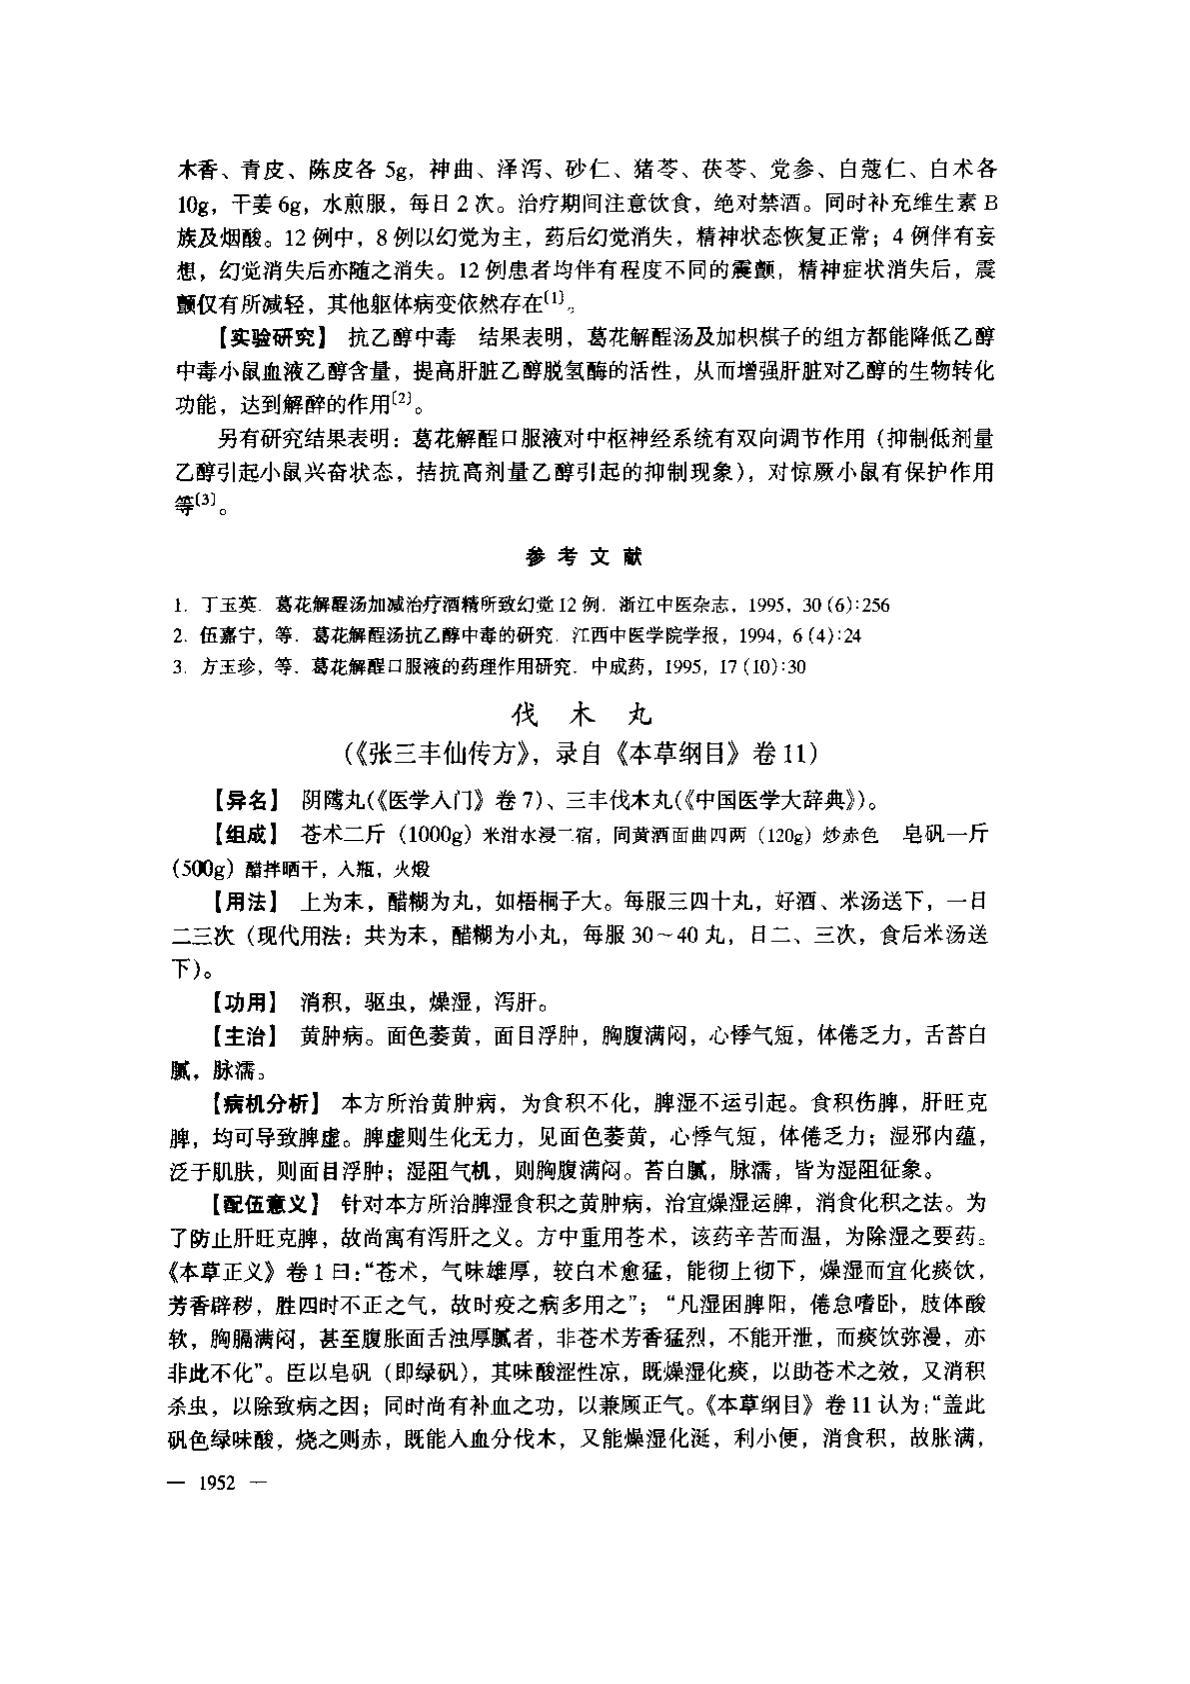 木香、青皮、陈皮各 5g，神曲、泽泻、砂仁、猪苓、茯苓、党参、白蔻仁、白术各
10g，干姜 6g，水煎服，每日 2 次。治疗期间注意饮食，绝对禁酒。同时补充维生素 B
族及烟酸。12 例中，8 例以幻觉为主，药后幻觉消失，精神状态恢复正常；4 例伴有妄
想，幻觉消失后亦随之消失。12 例患者均伴有程度不同的震颤，精神症状消失后，震
颤仅有所减轻，其他躯体病变依然存在〔1〕。
【实验研究】 抗乙醇中毒 结果表明，葛花解酲汤及加枳椇子的组方都能降低乙醇
中毒小鼠血液乙醇含量，提高肝脏乙醇脱氢酶的活性，从而增强肝脏对乙醇的生物转化
功能，达到解醉的作用〔2〕。
另有研究结果表明：葛花解酲口服液对中枢神经系统有双向调节作用（抑制低剂量
乙醇引起小鼠兴奋状态，拮抗高剂量乙醇引起的抑制现象），对惊厥小鼠有保护作用
等〔3〕。
参 考 文 献
1. 丁玉英. 葛花解酲汤加减治疗酒精所致幻觉 12 例. 浙江中医杂志，1995，30 (6):256
2. 伍嘉宁，等. 葛花解酲汤抗乙醇中毒的研究. 江西中医学院学报，1994，6 (4):24
3. 方玉珍，等. 葛花解酲口服液的药理作用研究. 中成药，1995，17 (10):30
伐 木 丸
（《张三丰仙传方》，录自《本草纲目》卷 11）
【异名】 阴骘丸（《医学入门》卷 7）、三丰伐木丸（《中国医学大辞典》）。
【组成】 苍术二斤（1000g）米泔水浸二宿，同黄酒面曲四两（120g）炒赤色 皂矾一斤
（500g）醋拌晒干，入瓶，火煅
【用法】 上为末，醋糊为丸，如梧桐子大。每服三四十丸，好酒、米汤送下，一日
二三次（现代用法：共为末，醋糊为小丸，每服 30～40 丸，日二、三次，食后米汤送
下）。
【功用】 消积，驱虫，燥湿，泻肝。
【主治】 黄肿病。面色萎黄，面目浮肿，胸腹满闷，心悸气短，体倦乏力，舌苔白
腻，脉濡。
【病机分析】 本方所治黄肿病，为食积不化，脾湿不运引起。食积伤脾，肝旺克
脾，均可导致脾虚。脾虚则生化无力，见面色萎黄，心悸气短，体倦乏力；湿邪内蕴，
泛于肌肤，则面目浮肿；湿阻气机，则胸腹满闷。苔白腻，脉濡，皆为湿阻征象。
【配伍意义】 针对本方所治脾湿食积之黄肿病，治宜燥湿运脾，消食化积之法。为
了防止肝旺克脾，故尚寓有泻肝之义。方中重用苍术，该药辛苦而温，为除湿之要药。
《本草正义》卷 1 曰：“苍术，气味雄厚，较白术愈猛，能彻上彻下，燥湿而宜化痰饮，
芳香辟秽，胜四时不正之气，故时疫之病多用之”；“凡湿困脾阳，倦怠嗜卧，肢体酸
软，胸膈满闷，甚至腹胀面舌浊厚腻者，非苍术芳香猛烈，不能开泄，而痰饮弥漫，亦
非此不化”。臣以皂矾（即绿矾），其味酸涩性凉，既燥湿化痰，以助苍术之效，又消积
杀虫，以除致病之因；同时尚有补血之功，以兼顾正气。《本草纲目》卷 11 认为：“盖此
矾色绿味酸，烧之则赤，既能入血分伐木，又能燥湿化涎，利小便，消食积，故胀满，
— 1952 —